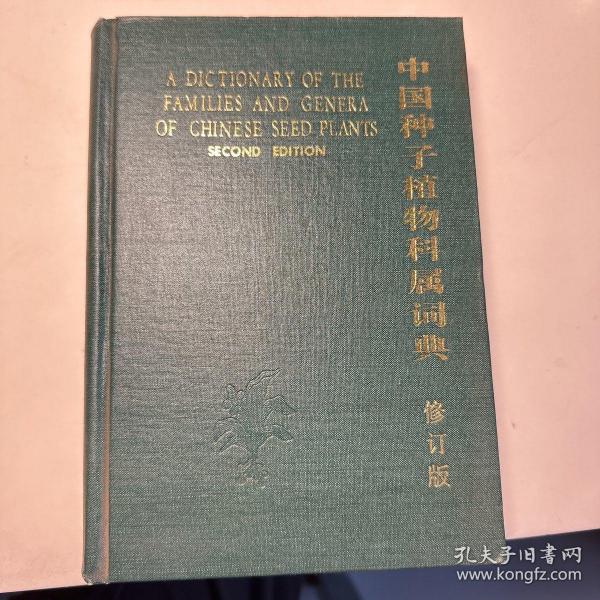 A DICTIONARY OF THE
FAMILIES AND GENERA
OF CHINESE SEED PLANTS
SECOND EDITION
中国种子植物科属词典
修订版
孔夫子旧书网
www.kongfz.com